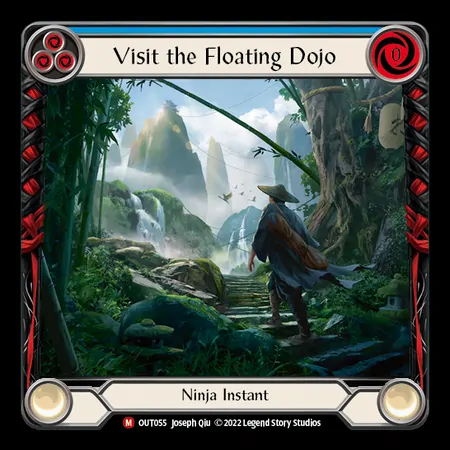 Visit the Floating Dojo
0
Ninja Instant
M OUT055 Joseph Qiu © 2022 Legend Story Studios